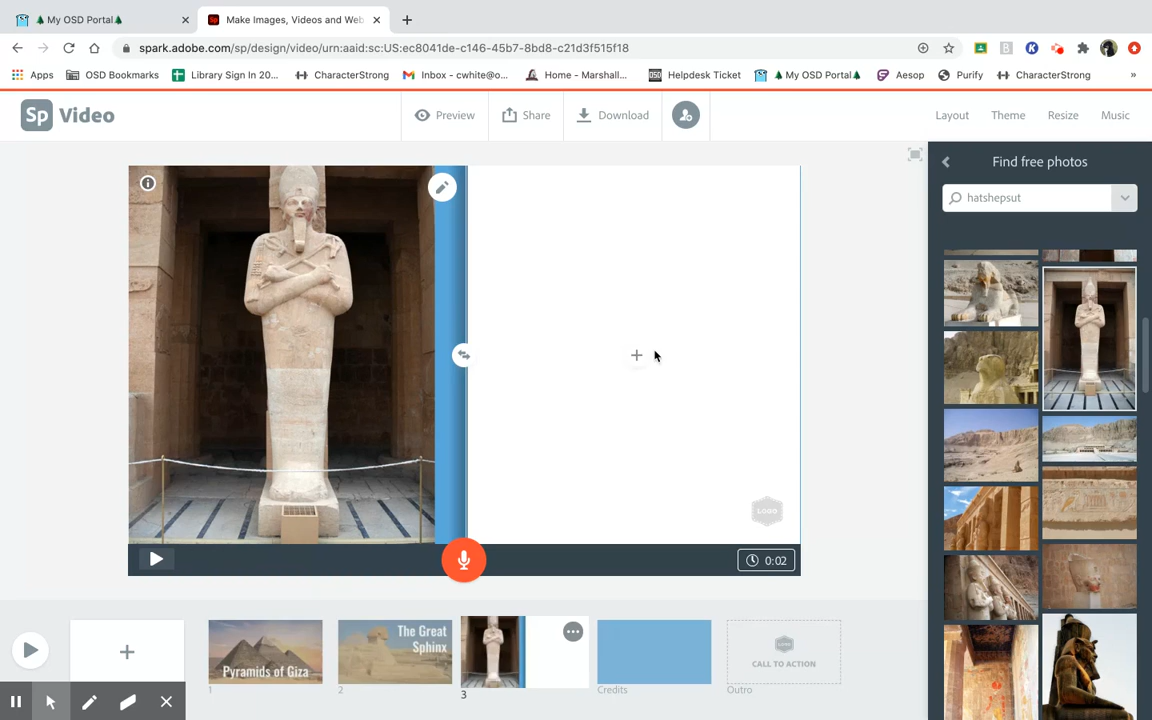 🌲My OSD Portal🌲
Make Images, Videos and Web
spark.adobe.com/sp/design/video/urn:aaid:sc:US:ec8041de-c146-45b7-8bd8-c21d3f515f18
Apps OSD Bookmarks Library Sign In 20... CharacterStrong Inbox - cwhite@o... Home - Marshall... Helpdesk Ticket 🌲My OSD Portal🌲 Aesop Purify CharacterStrong »
Sp Video Preview Share Download Layout Theme Resize Music
Find free photos
hatshepsut
LOGO
0:02
Pyramids of Giza
The Great
Sphinx
LOGO
CALL TO ACTION
1 2 3 Credits Outro